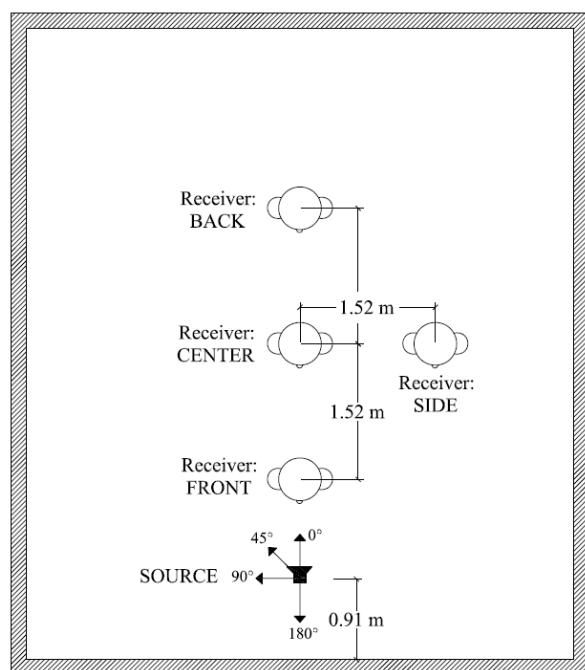 Receiver:
BACK
1.52 m
Receiver:
CENTER
Receiver:
SIDE
1.52 m
Receiver:
FRONT
45°
0°
SOURCE
90°
180°
0.91 m